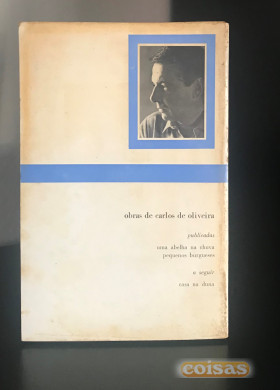 obras de carlos de oliveira
publicadas
uma abelha na chuva
pequenos burgueses
a seguir
casa na duna
coisas